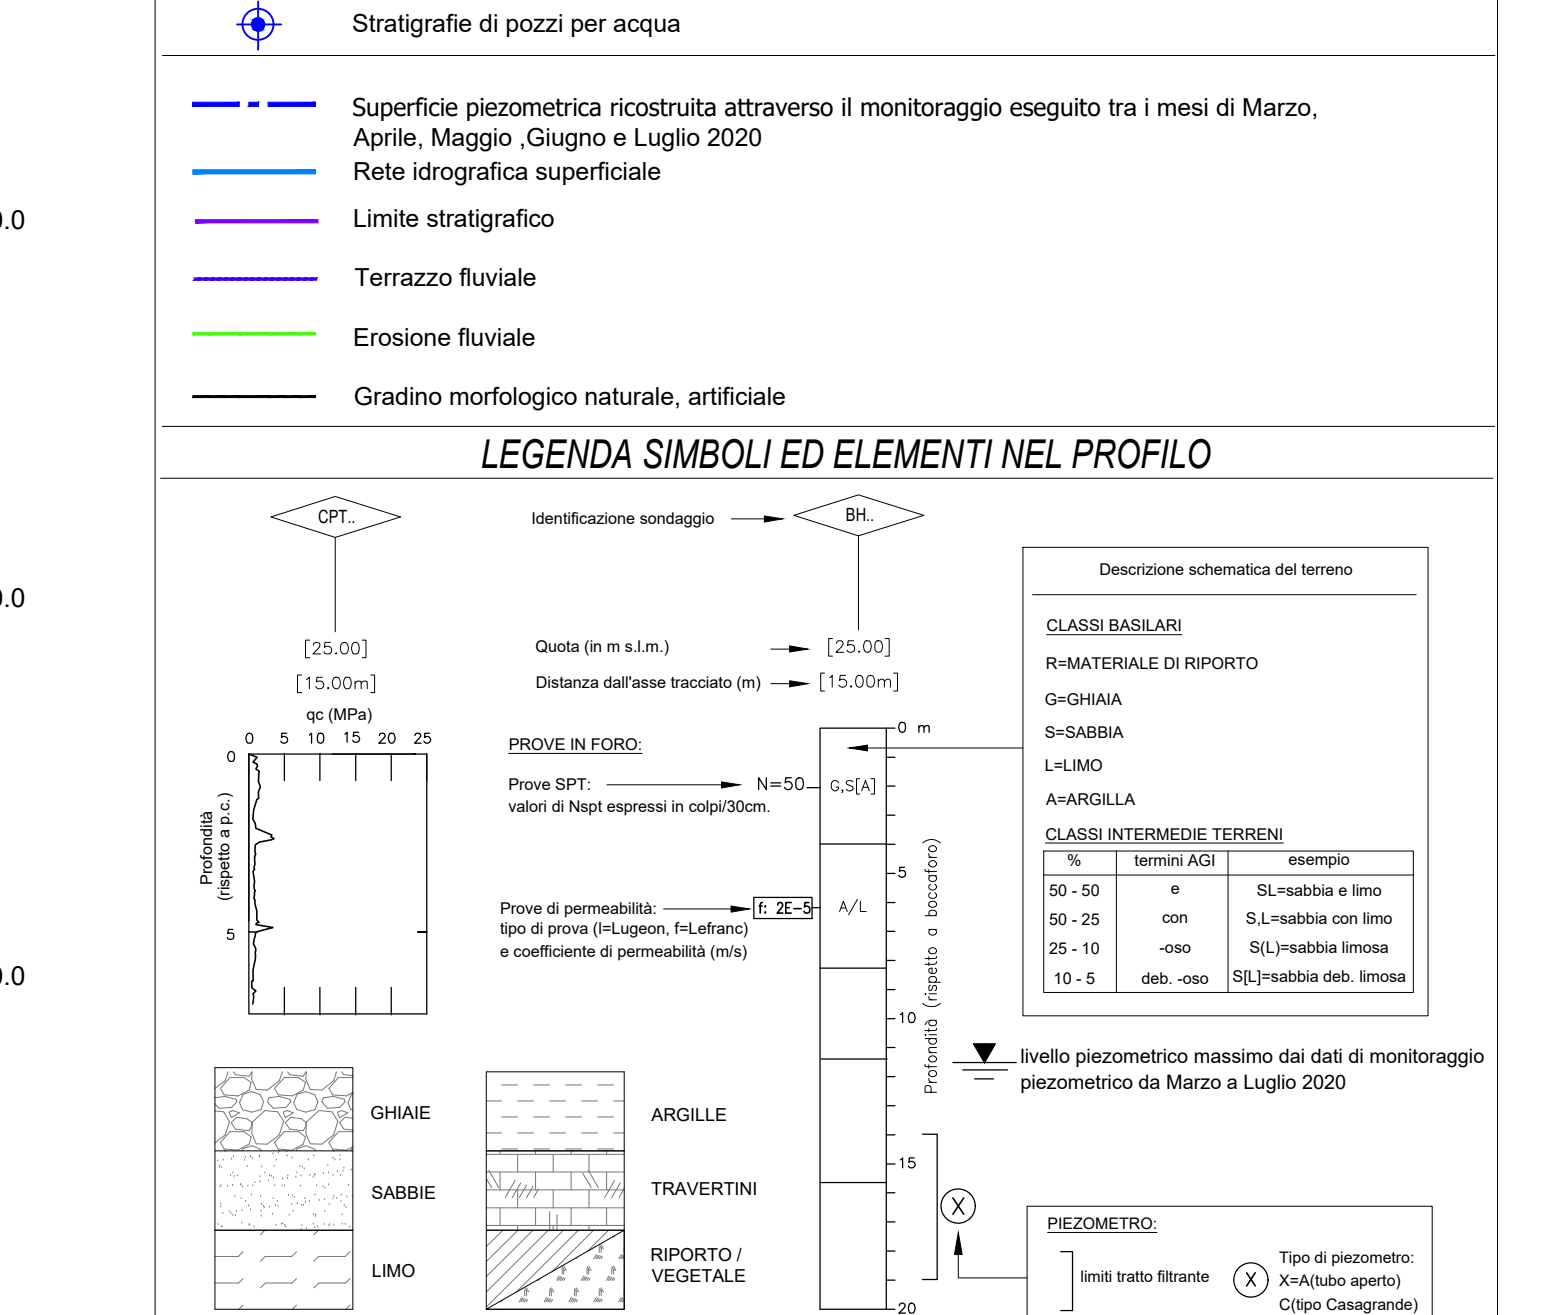 Stratigrafie di pozzi per acqua
Superficie piezometrica ricostruita attraverso il monitoraggio eseguito tra i mesi di Marzo,
Aprile, Maggio ,Giugno e Luglio 2020
Rete idrografica superficiale
0.0
Limite stratigrafico
Terrazzo fluviale
Erosione fluviale
Gradino morfologico naturale, artificiale
LEGENDA SIMBOLI ED ELEMENTI NEL PROFILO
CPT..
Identificazione sondaggio
BH..
0.0
[25.00]
Quota (in m s.l.m.)
[25.00]
[15.00m]
Distanza dall'asse tracciato (m)
[15.00m]
qc (MPa)
0 5 10 15 20 25
0
5
Profondità
(rispetto a p.c.)
0.0
PROVE IN FORO:
Prove SPT:
N=50
valori di Nspt espressi in colpi/30cm.
Prove di permeabilità:
f: 2E-5
tipo di prova (l=Lugeon, f=Lefranc)
e coefficiente di permeabilità (m/s)
0 m
G,S[A]
5
A/L
10
15
20
Profondità (rispetto a boccaforo)
Descrizione schematica del terreno
CLASSI BASILARI
R=MATERIALE DI RIPORTO
G=GHIAIA
S=SABBIA
L=LIMO
A=ARGILLA
CLASSI INTERMEDIE TERRENI
% termini AGI esempio
50 - 50 e SL=sabbia e limo
50 - 25 con S,L=sabbia con limo
25 - 10 -oso S(L)=sabbia limosa
10 - 5 deb. -oso S[L]=sabbia deb. limosa
livello piezometrico massimo dai dati di monitoraggio
piezometrico da Marzo a Luglio 2020
GHIAIE
ARGILLE
SABBIE
TRAVERTINI
LIMO
RIPORTO /
VEGETALE
X
PIEZOMETRO:
limiti tratto filtrante
X
Tipo di piezometro:
X=A(tubo aperto)
C(tipo Casagrande)